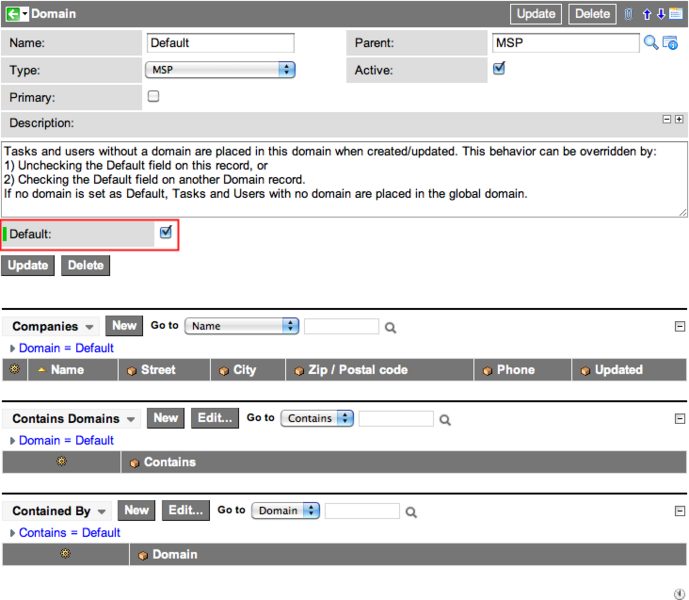 Domain Update Delete
Name: Default Parent: MSP
Type: MSP Active:
Primary:
Description:
Tasks and users without a domain are placed in this domain when created/updated. This behavior can be overridden by:
1) Unchecking the Default field on this record, or
2) Checking the Default field on another Domain record.
If no domain is set as Default, Tasks and Users with no domain are placed in the global domain.
Default:
Update Delete
Companies New Go to Name
Domain = Default
Name Street City Zip / Postal code Phone Updated
Contains Domains New Edit... Go to Contains
Domain = Default
Contains
Contained By New Edit... Go to Domain
Contains = Default
Domain